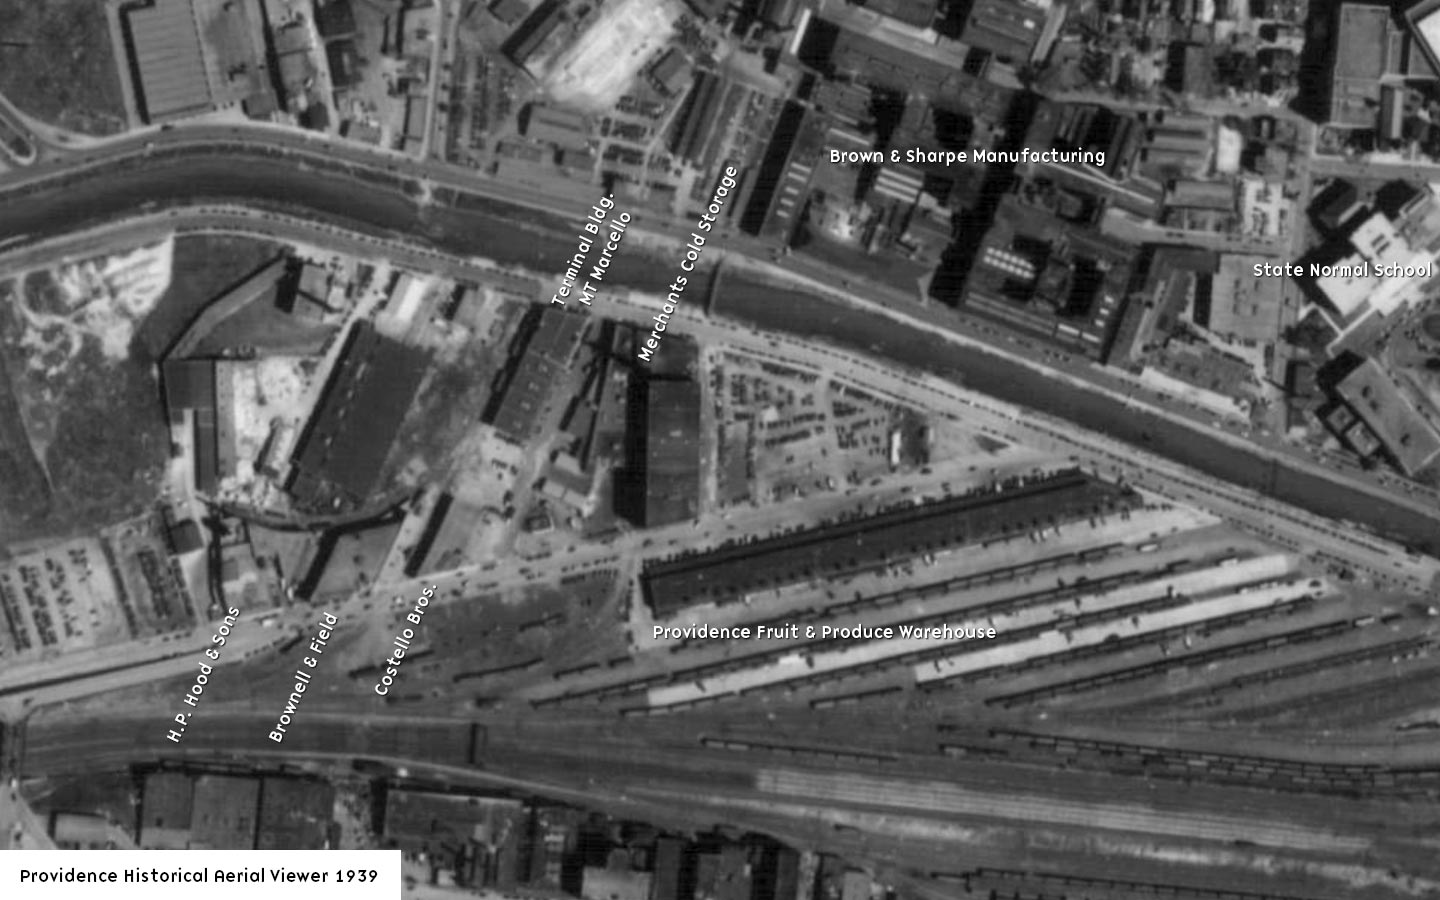 Brown & Sharpe Manufacturing
Terminal Bldg.
MT Marcello
Merchants Cold Storage
State Normal School
H.P. Hood & Sons
Brownell & Field
Costello Bros.
Providence Fruit & Produce Warehouse
Providence Historical Aerial Viewer 1939